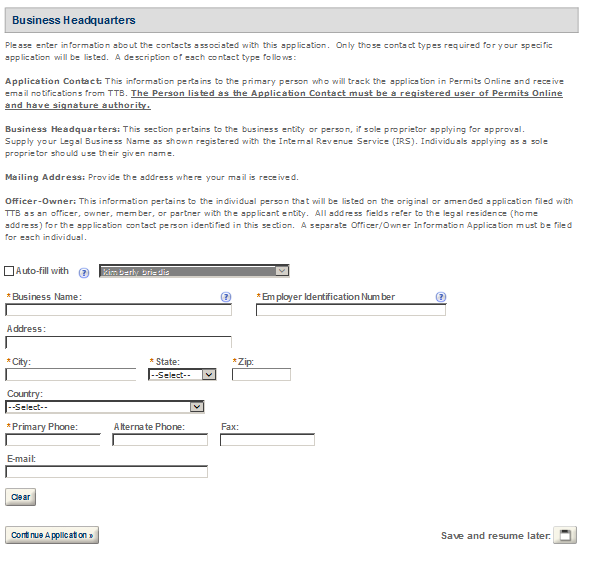 Business Headquarters
Please enter information about the contacts associated with this application. Only those contact types required for your specific
application will be listed. A description of each contact type follows:
Application Contact: This information pertains to the primary person who will track the application in Permits Online and receive
email notifications from TTB. The Person listed as the Application Contact must be a registered user of Permits Online
and have signature authority.
Business Headquarters: This section pertains to the business entity or person, if sole proprietor applying for approval.
Supply your Legal Business Name as shown registered with the Internal Revenue Service (IRS). Individuals applying as a sole
proprietor should use their given name.
Mailing Address: Provide the address where your mail is received.
Officer-Owner: This information pertains to the individual person that will be listed on the original or amended application filed with
TTB as an officer, owner, member, or partner with the applicant entity. All address fields refer to the legal residence (home
address) for the application contact person identified in this section. A separate Officer/Owner Information Application must be filed
for each individual.
Auto-fill with ? kimberly briedis
*Business Name: ? *Employer Identification Number ?
Address:
*City: *State: *Zip:
--Select--
Country:
--Select--
*Primary Phone: Alternate Phone: Fax:
E-mail:
Clear
Continue Application » Save and resume later: